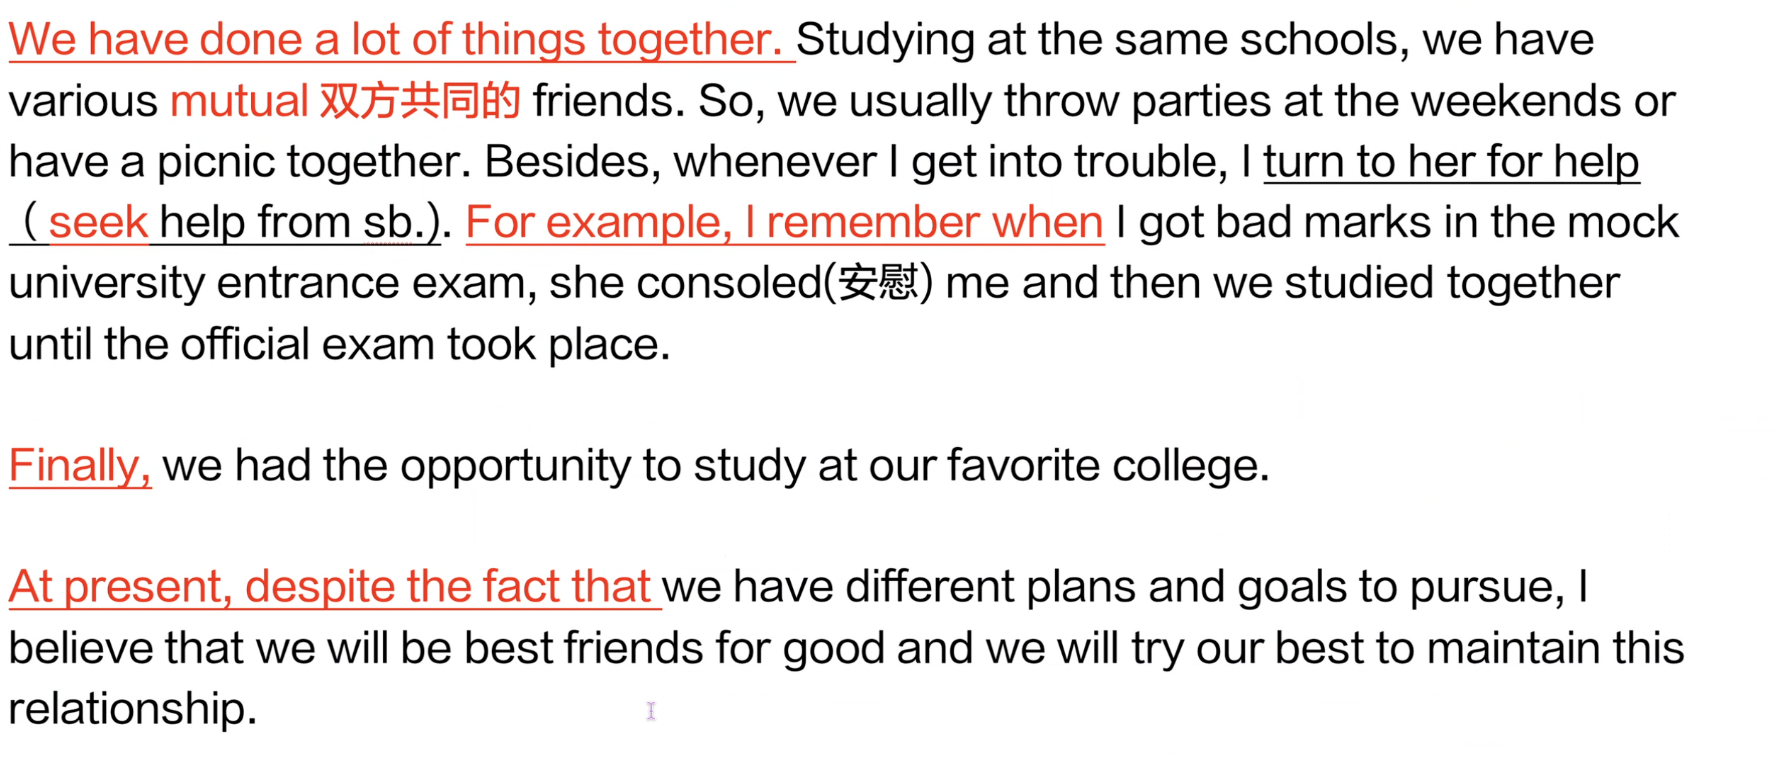 We have done a lot of things together. Studying at the same schools, we have
various mutual 双方共同的 friends. So, we usually throw parties at the weekends or
have a picnic together. Besides, whenever I get into trouble, I turn to her for help
（seek help from sb.). For example, I remember when I got bad marks in the mock
university entrance exam, she consoled(安慰) me and then we studied together
until the official exam took place.
Finally, we had the opportunity to study at our favorite college.
At present, despite the fact that we have different plans and goals to pursue, I
believe that we will be best friends for good and we will try our best to maintain this
relationship.